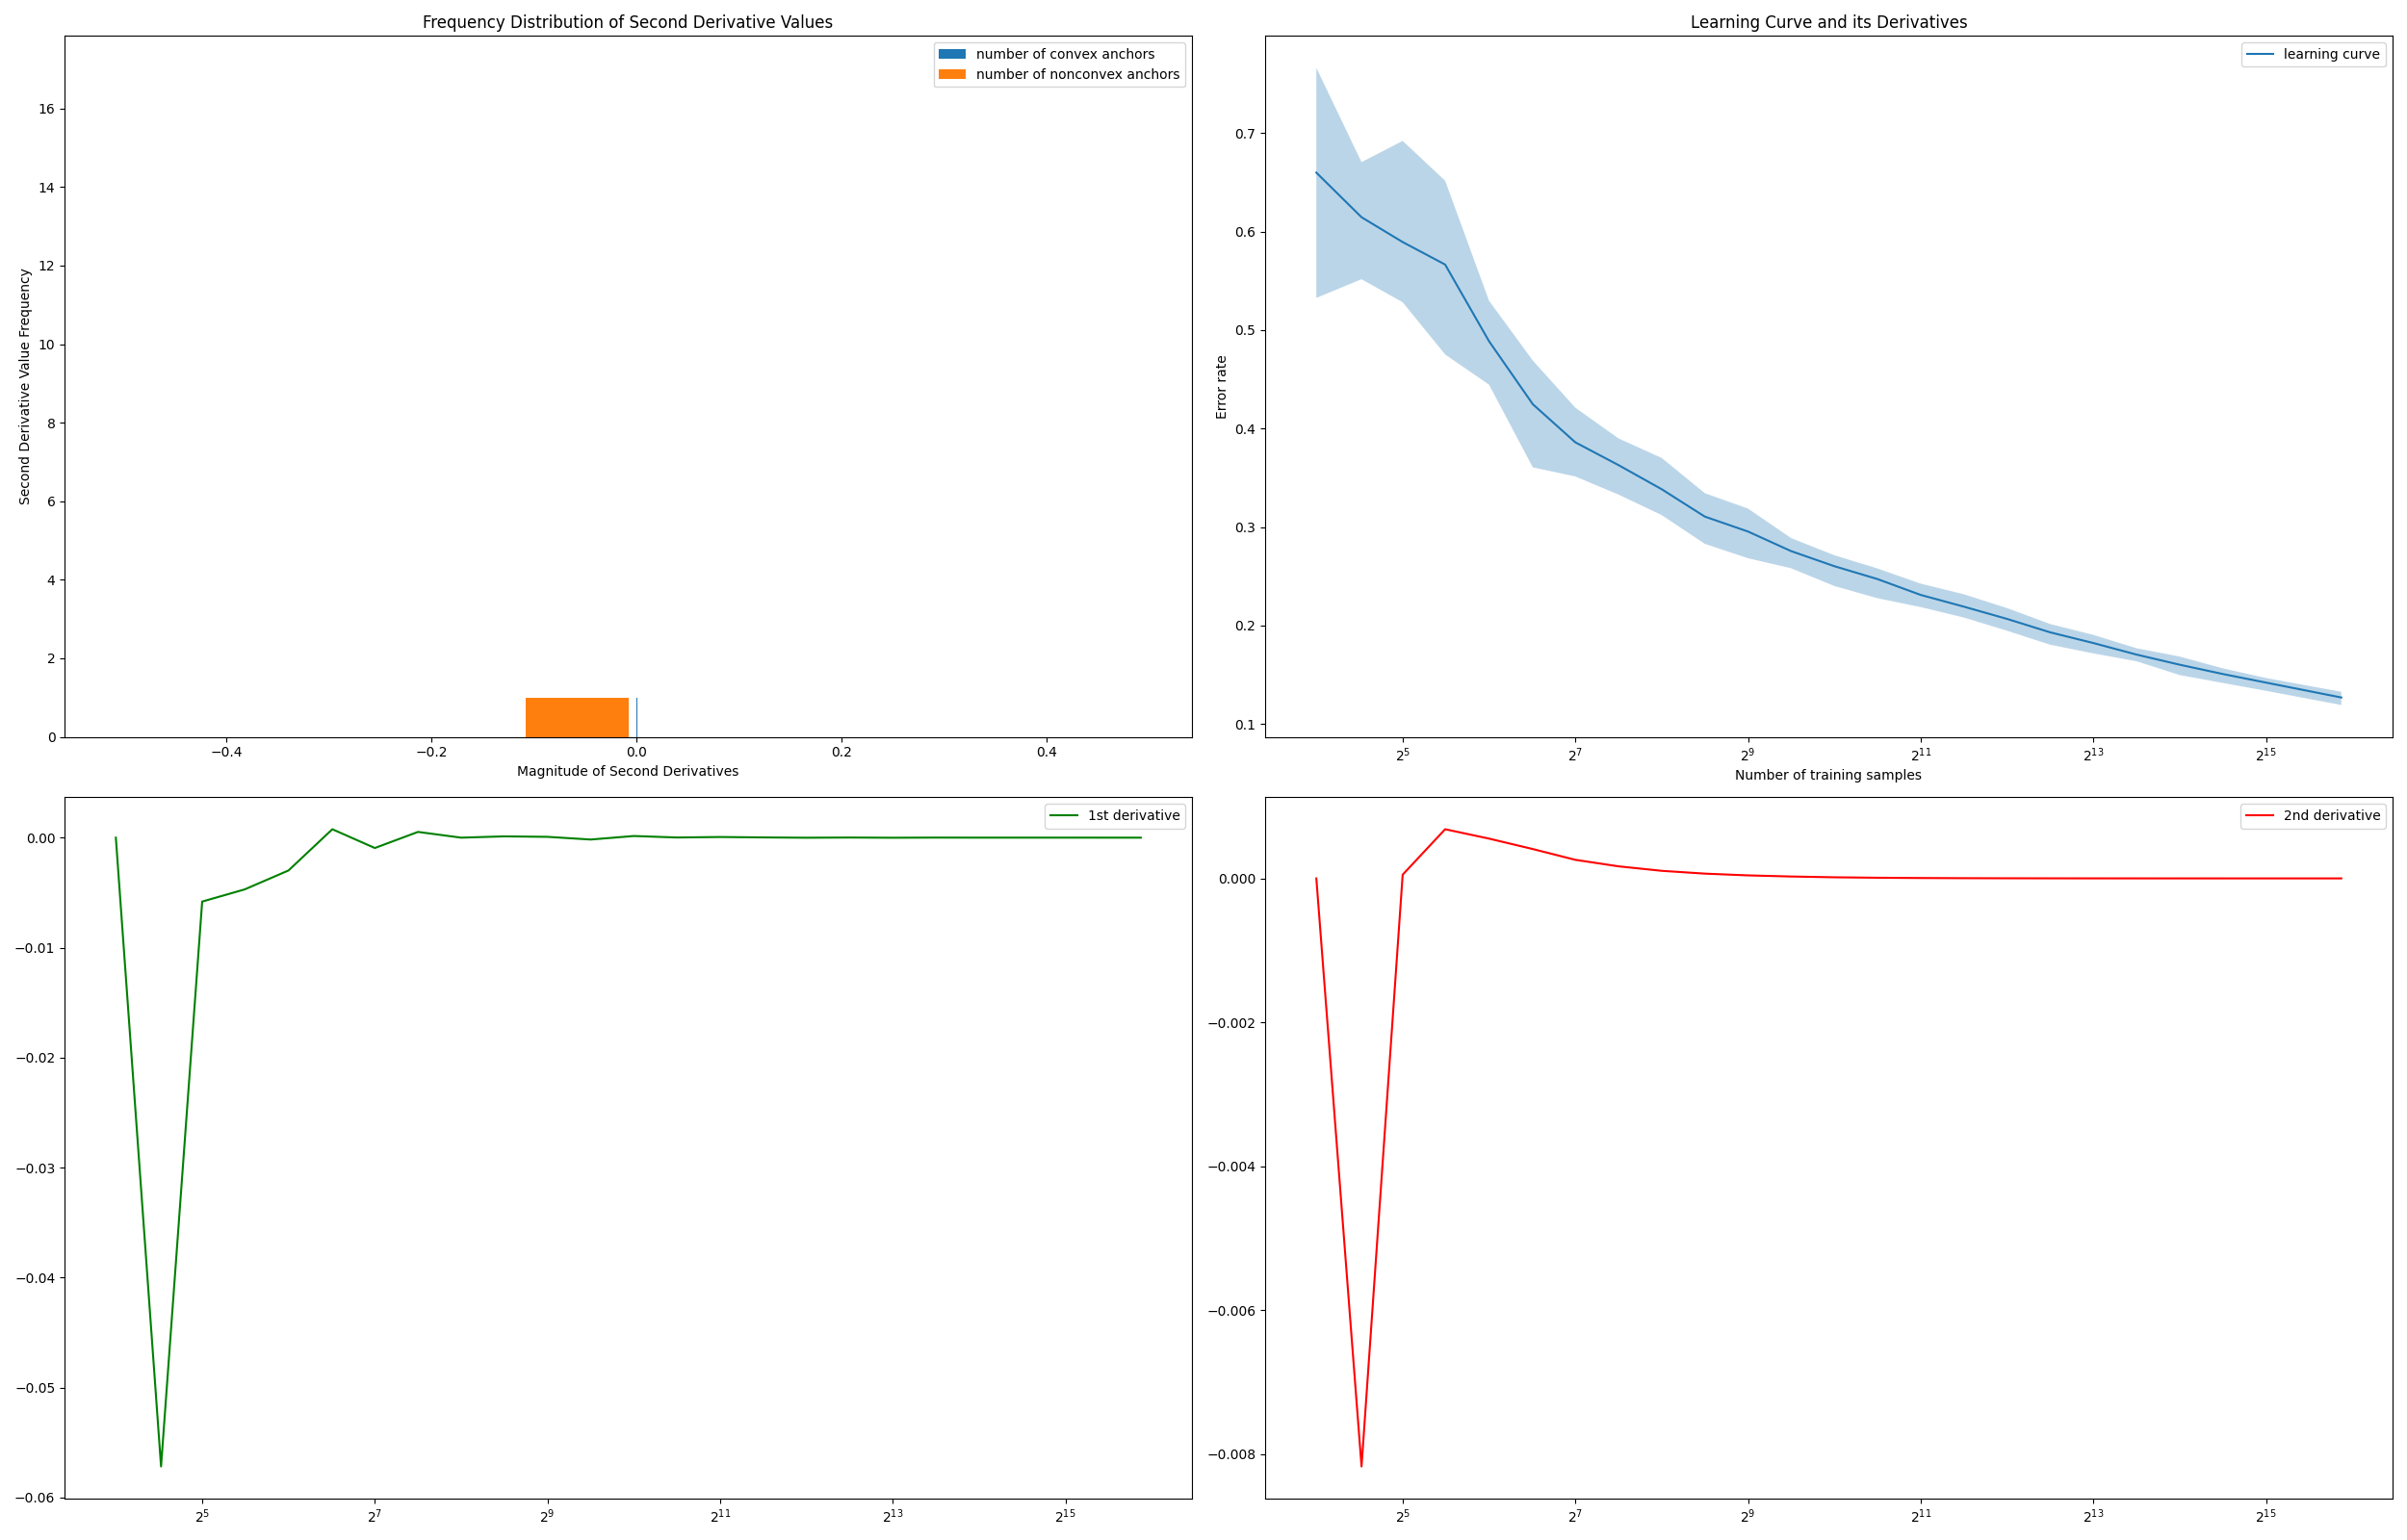 Frequency Distribution of Second Derivative Values
number of convex anchors
number of nonconvex anchors
Second Derivative Value Frequency
16
14
12
10
8
6
4
2
0
−0.4 −0.2 0.0 0.2 0.4
Magnitude of Second Derivatives
Learning Curve and its Derivatives
learning curve
Error rate
0.7
0.6
0.5
0.4
0.3
0.2
0.1
2⁵ 2⁷ 2⁹ 2¹¹ 2¹³ 2¹⁵
Number of training samples
1st derivative
0.00
−0.01
−0.02
−0.03
−0.04
−0.05
−0.06
2⁵ 2⁷ 2⁹ 2¹¹ 2¹³ 2¹⁵
2nd derivative
0.000
−0.002
−0.004
−0.006
−0.008
2⁵ 2⁷ 2⁹ 2¹¹ 2¹³ 2¹⁵